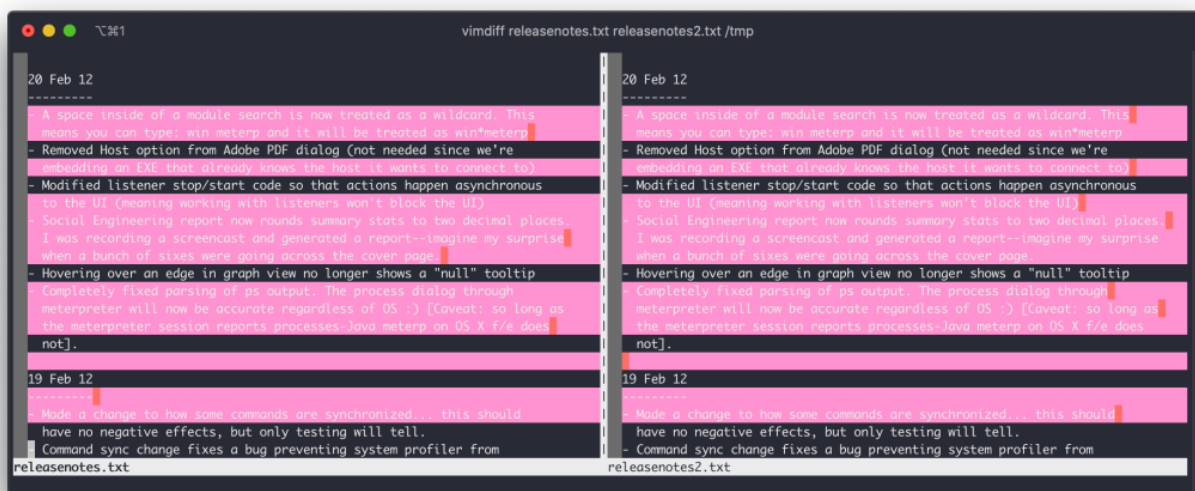 ⌥⌘1
vimdiff releasenotes.txt releasenotes2.txt /tmp
20 Feb 12
---------
- A space inside of a module search is now treated as a wildcard. This
means you can type: win meterp and it will be treated as win*meterp
- Removed Host option from Adobe PDF dialog (not needed since we're
embedding an EXE that already knows the host it wants to connect to)
- Modified listener stop/start code so that actions happen asynchronous
to the UI (meaning working with listeners won't block the UI)
- Social Engineering report now rounds summary stats to two decimal places.
I was recording a screencast and generated a report--imagine my surprise
when a bunch of sixes were going across the cover page.
- Hovering over an edge in graph view no longer shows a "null" tooltip
- Completely fixed parsing of ps output. The process dialog through
meterpreter will now be accurate regardless of OS :) [Caveat: so long as
the meterpreter session reports processes-Java meterp on OS X f/e does
not].
19 Feb 12
---------
- Made a change to how some commands are synchronized... this should
have no negative effects, but only testing will tell.
- Command sync change fixes a bug preventing system profiler from
releasenotes.txt
20 Feb 12
---------
- A space inside of a module search is now treated as a wildcard. This
means you can type: win meterp and it will be treated as win*meterp
- Removed Host option from Adobe PDF dialog (not needed since we're
embedding an EXE that already knows the host it wants to connect to)
- Modified listener stop/start code so that actions happen asynchronous
to the UI (meaning working with listeners won't block the UI)
- Social Engineering report now rounds summary stats to two decimal places.
I was recording a screencast and generated a report--imagine my surprise
when a bunch of sixes were going across the cover page.
- Hovering over an edge in graph view no longer shows a "null" tooltip
- Completely fixed parsing of ps output. The process dialog through
meterpreter will now be accurate regardless of OS :) [Caveat: so long as
the meterpreter session reports processes-Java meterp on OS X f/e does
not].
19 Feb 12
---------
- Made a change to how some commands are synchronized... this should
have no negative effects, but only testing will tell.
- Command sync change fixes a bug preventing system profiler from
releasenotes2.txt